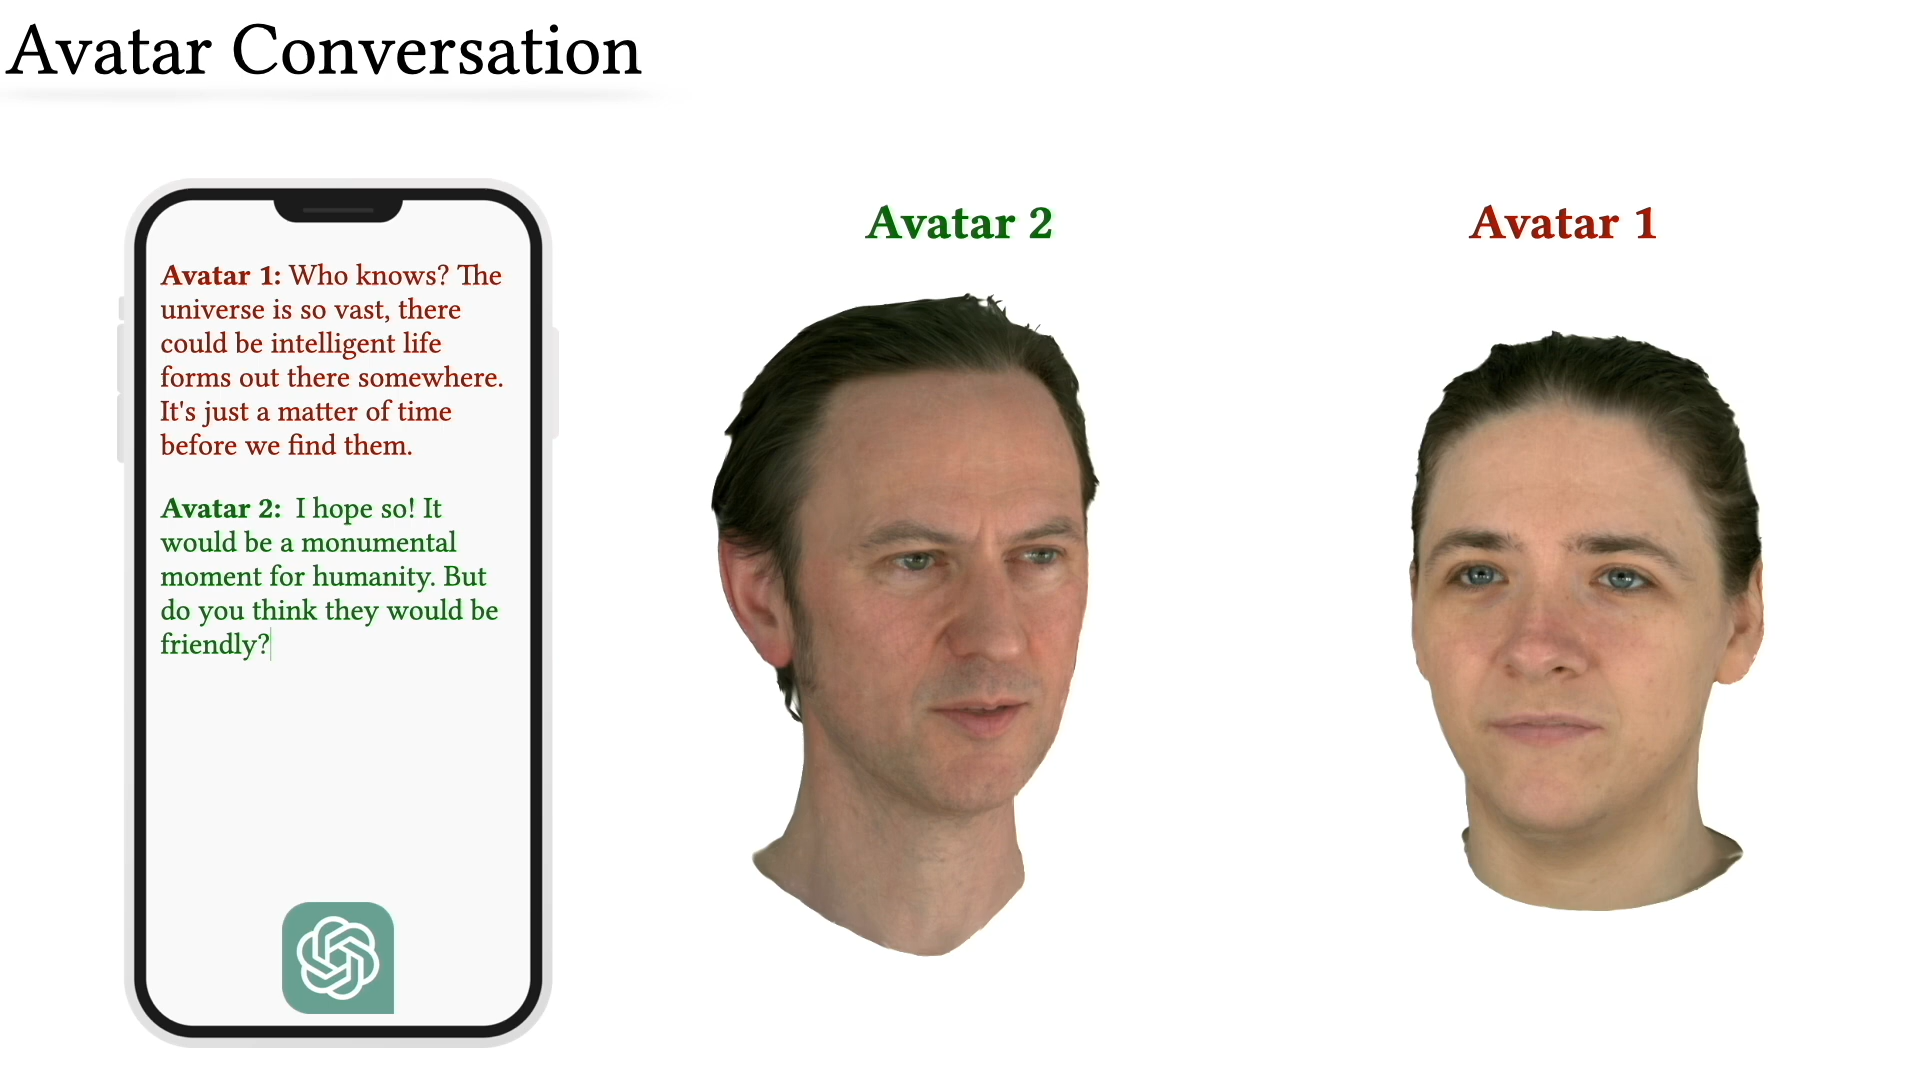 Avatar Conversation
Avatar 1: Who knows? The
universe is so vast, there
could be intelligent life
forms out there somewhere.
It's just a matter of time
before we find them.
Avatar 2: I hope so! It
would be a monumental
moment for humanity. But
do you think they would be
friendly?
Avatar 2
Avatar 1